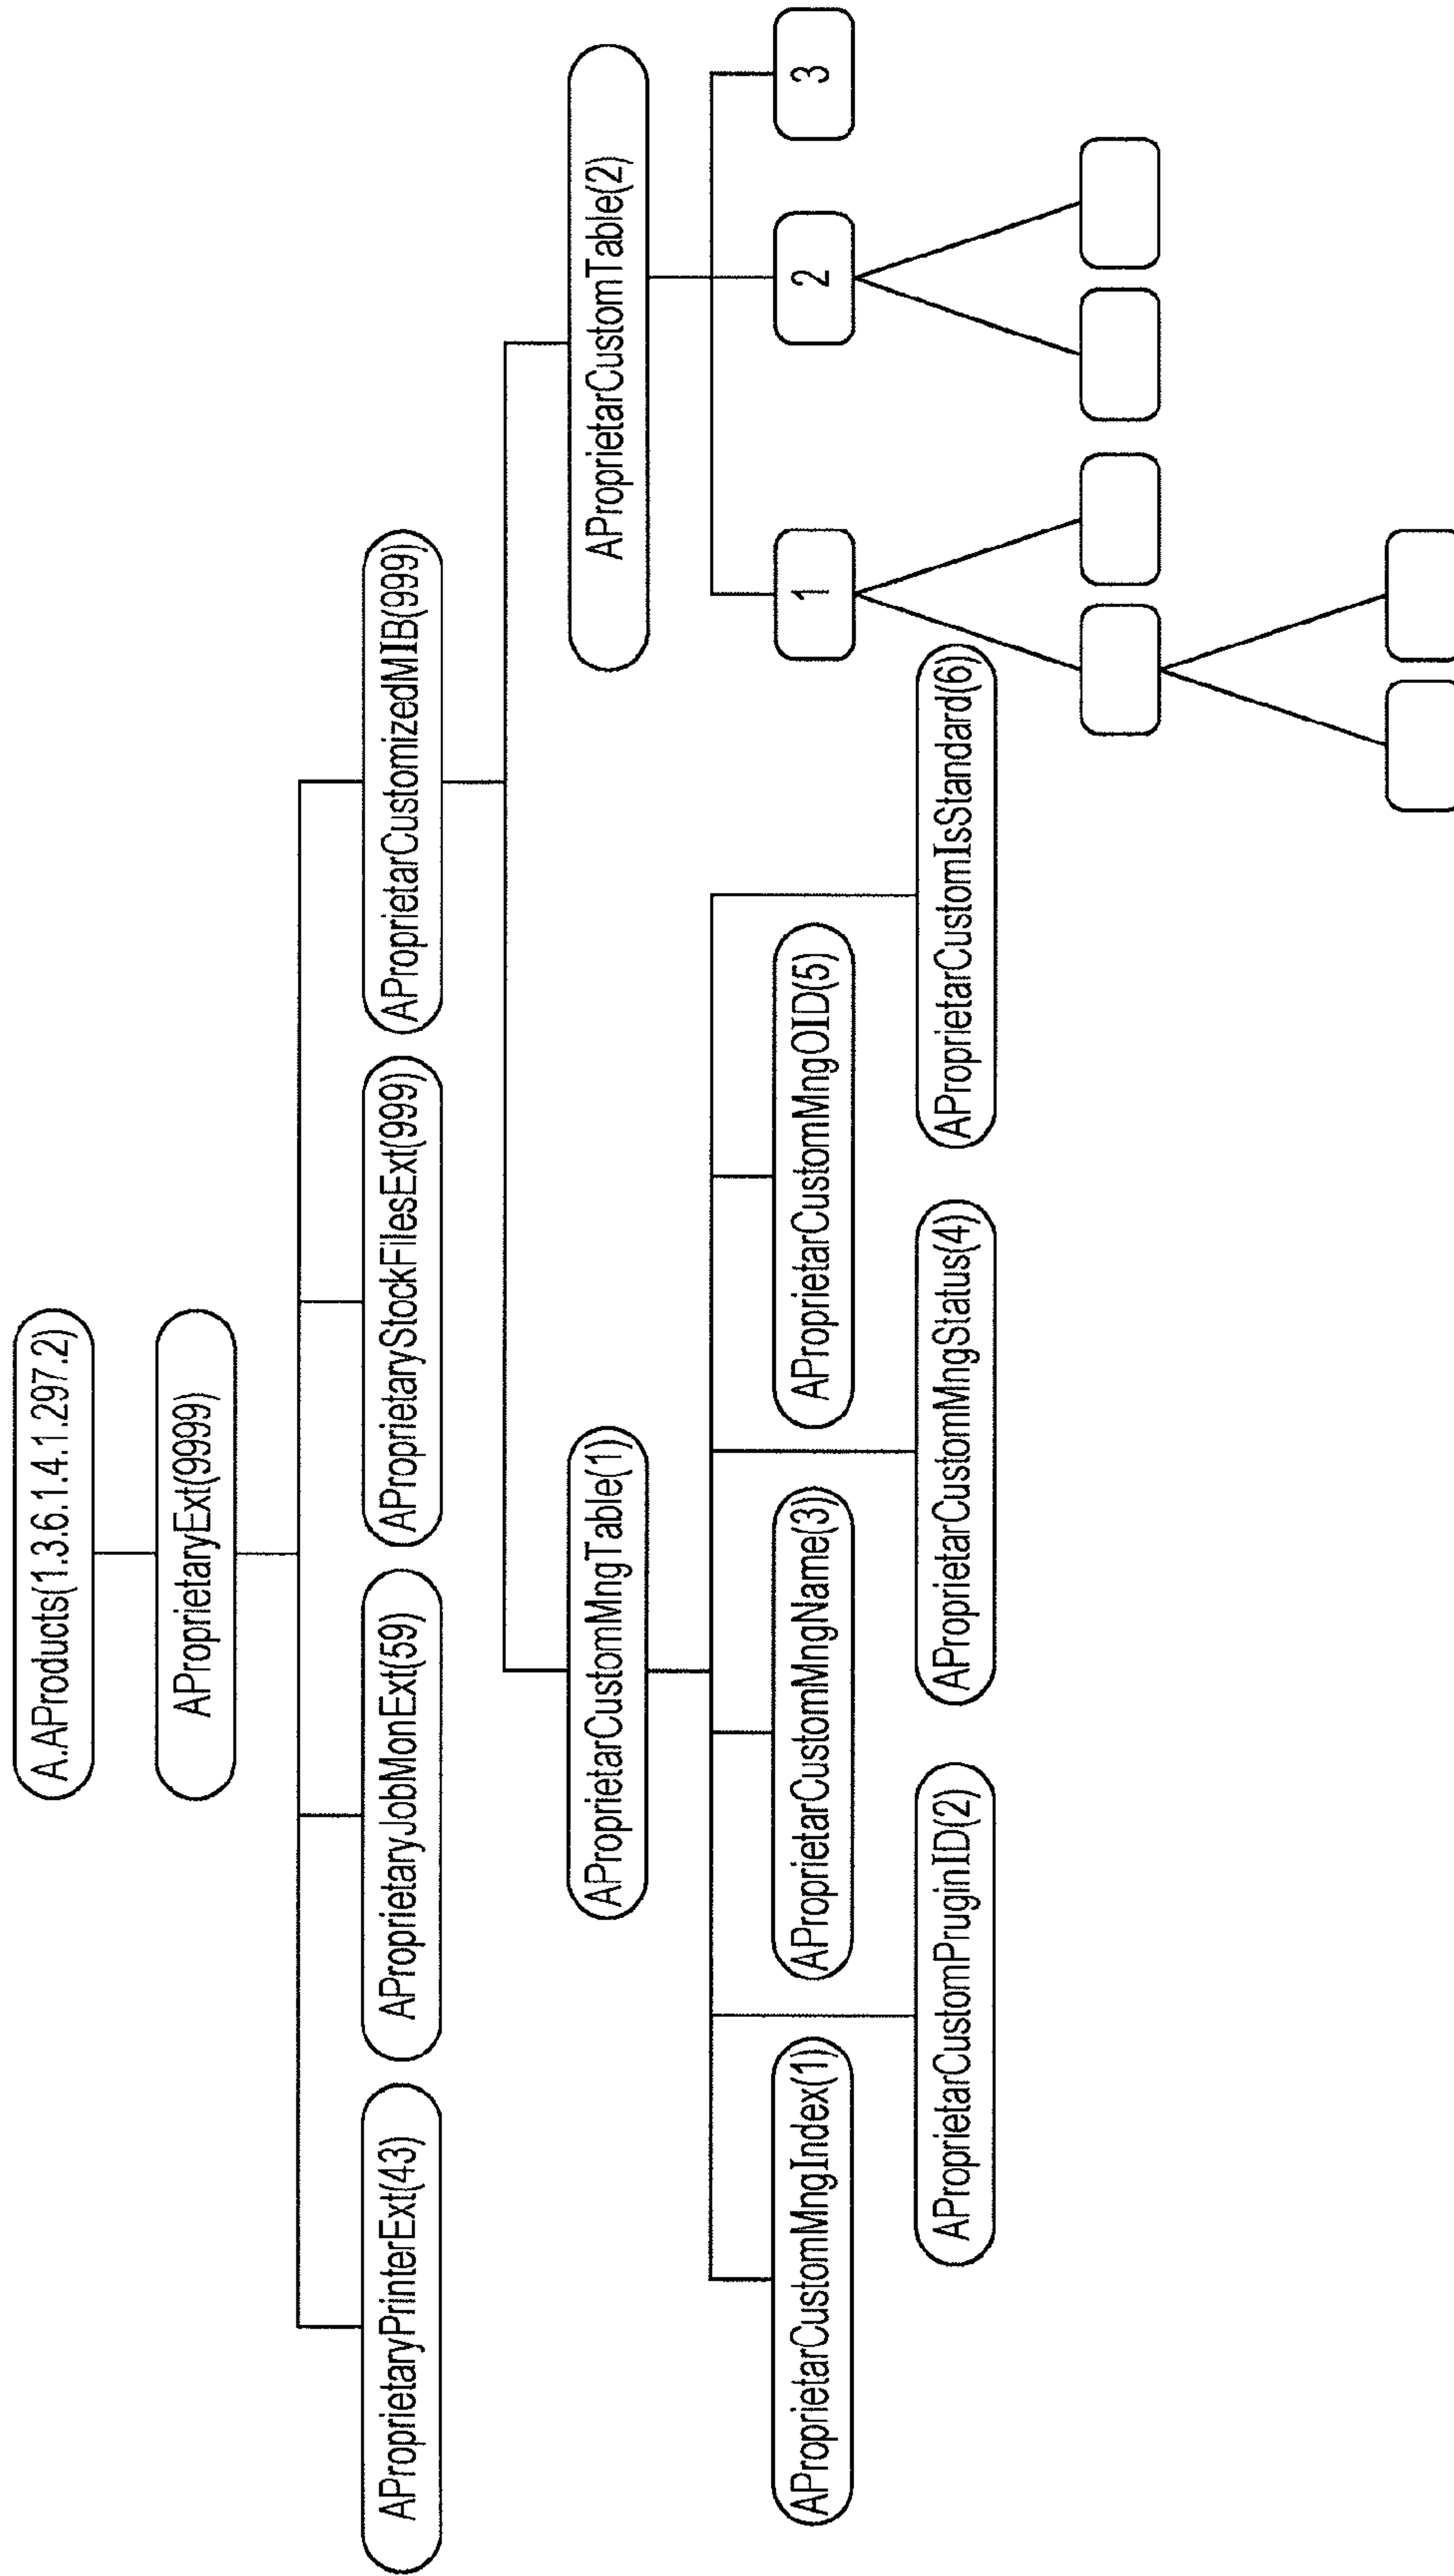 A.AProducts(1.3.6.1.4.1.297.2)
AProprietaryExt(9999)
AProprietaryPrinterExt(43)
AProprietaryJobMonExt(59)
AProprietaryStockFilesExt(999)
AProprietarCustomizedMIB(999)
AProprietarCustomMngTable(1)
AProprietarCustomTable(2)
AProprietarCustomMngIndex(1)
AProprietarCustomMngName(3)
AProprietarCustomMngOID(5)
1
2
3
AProprietarCustomPruginID(2)
AProprietarCustomMngStatus(4)
AProprietarCustomIsStandard(6)